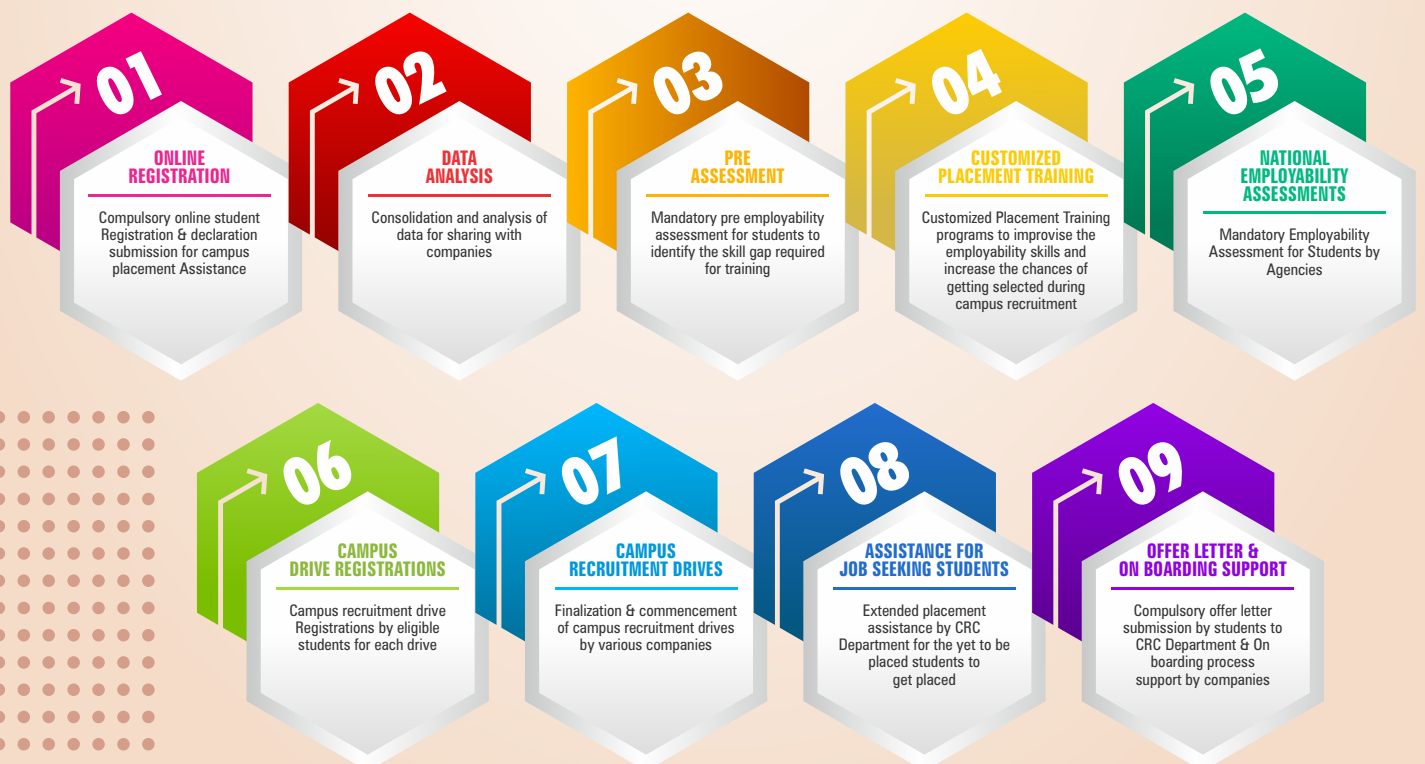 01
ONLINE
REGISTRATION
Compulsory online student
Registration & declaration
submission for campus
placement Assistance
02
DATA
ANALYSIS
Consolidation and analysis of
data for sharing with
companies
03
PRE
ASSESSMENT
Mandatory pre employability
assessment for students to
identify the skill gap required
for training
04
CUSTOMIZED
PLACEMENT TRAINING
Customized Placement Training
programs to improvise the
employability skills and
increase the chances of
getting selected during
campus recruitment
05
NATIONAL
EMPLOYABILITY
ASSESSMENTS
Mandatory Employability
Assessment for Students by
Agencies
06
CAMPUS
DRIVE REGISTRATIONS
Campus recruitment drive
Registrations by eligible
students for each drive
07
CAMPUS
RECRUITMENT DRIVES
Finalization & commencement
of campus recruitment drives
by various companies
08
ASSISTANCE FOR
JOB SEEKING STUDENTS
Extended placement
assistance by CRC
Department for the yet to be
placed students to
get placed
09
OFFER LETTER &
ON BOARDING SUPPORT
Compulsory offer letter
submission by students to
CRC Department & On
boarding process
support by companies